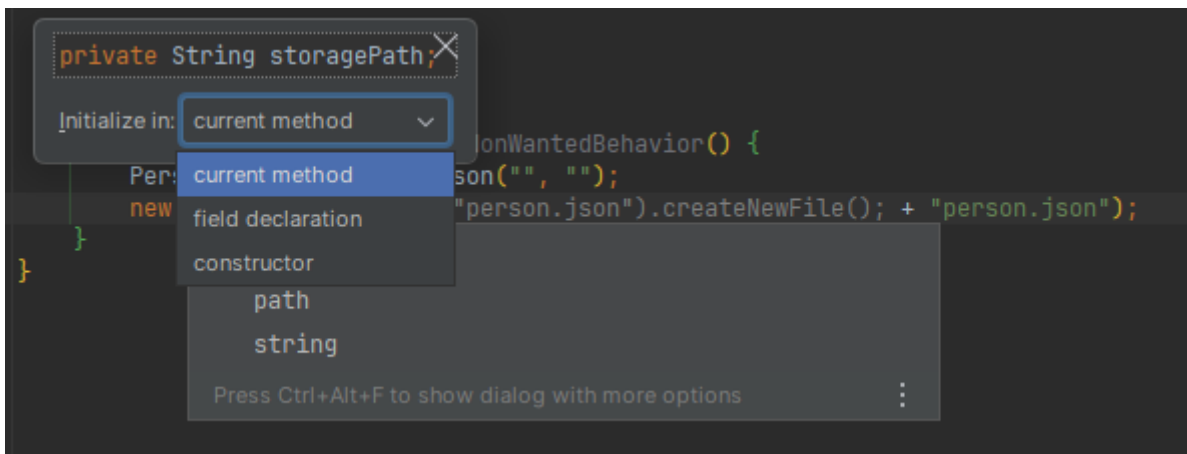 private String storagePath;
Initialize in: current method
onWantedBehavior() {
Per current method son("", "");
new field declaration "person.json").createNewFile(); + "person.json");
}
constructor
}
path
string
Press Ctrl+Alt+F to show dialog with more options